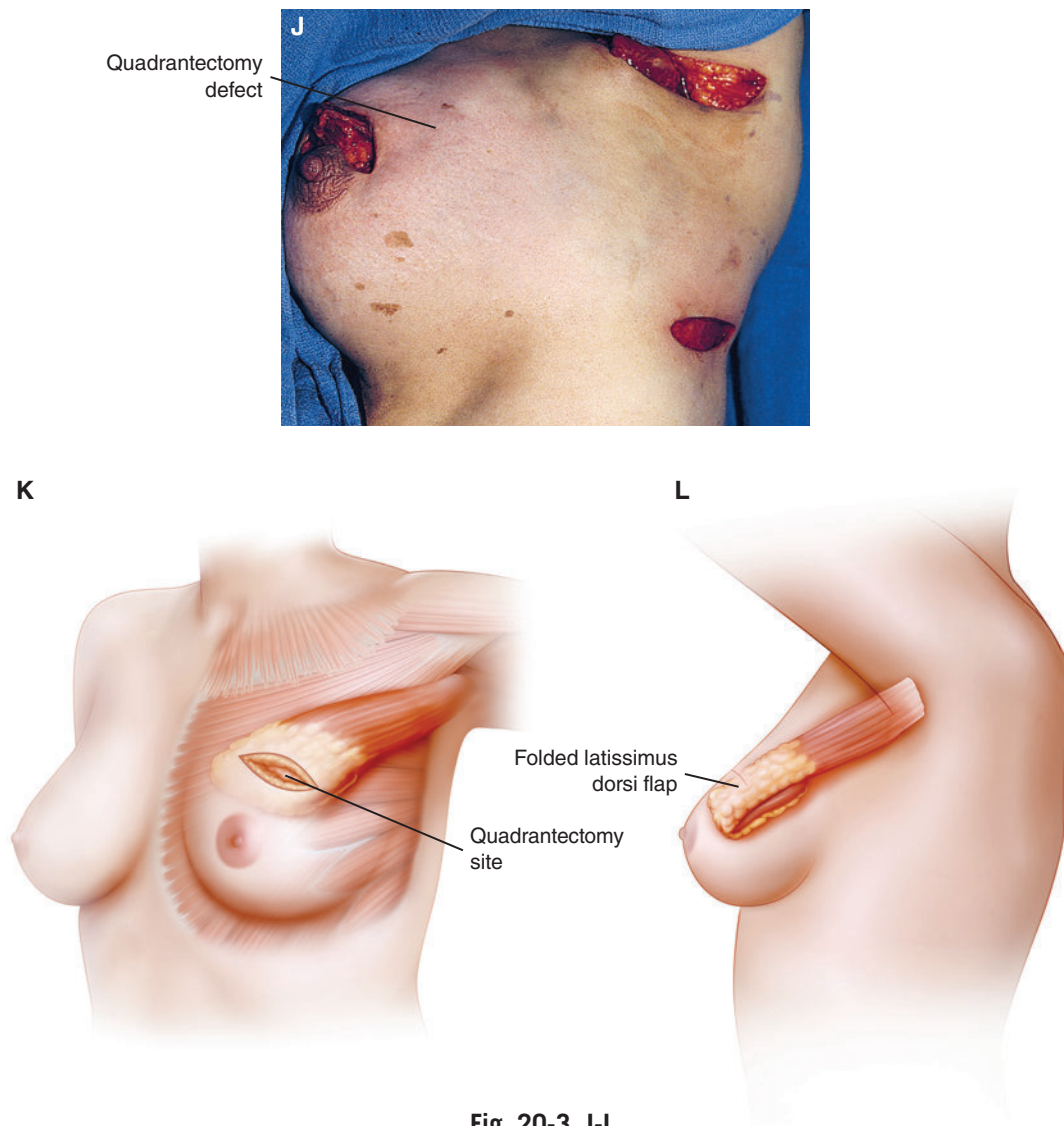 J
Quadrantectomy
defect
K
L
Folded latissimus
dorsi flap
Quadrantectomy
site
Fig. 20-3, J-L